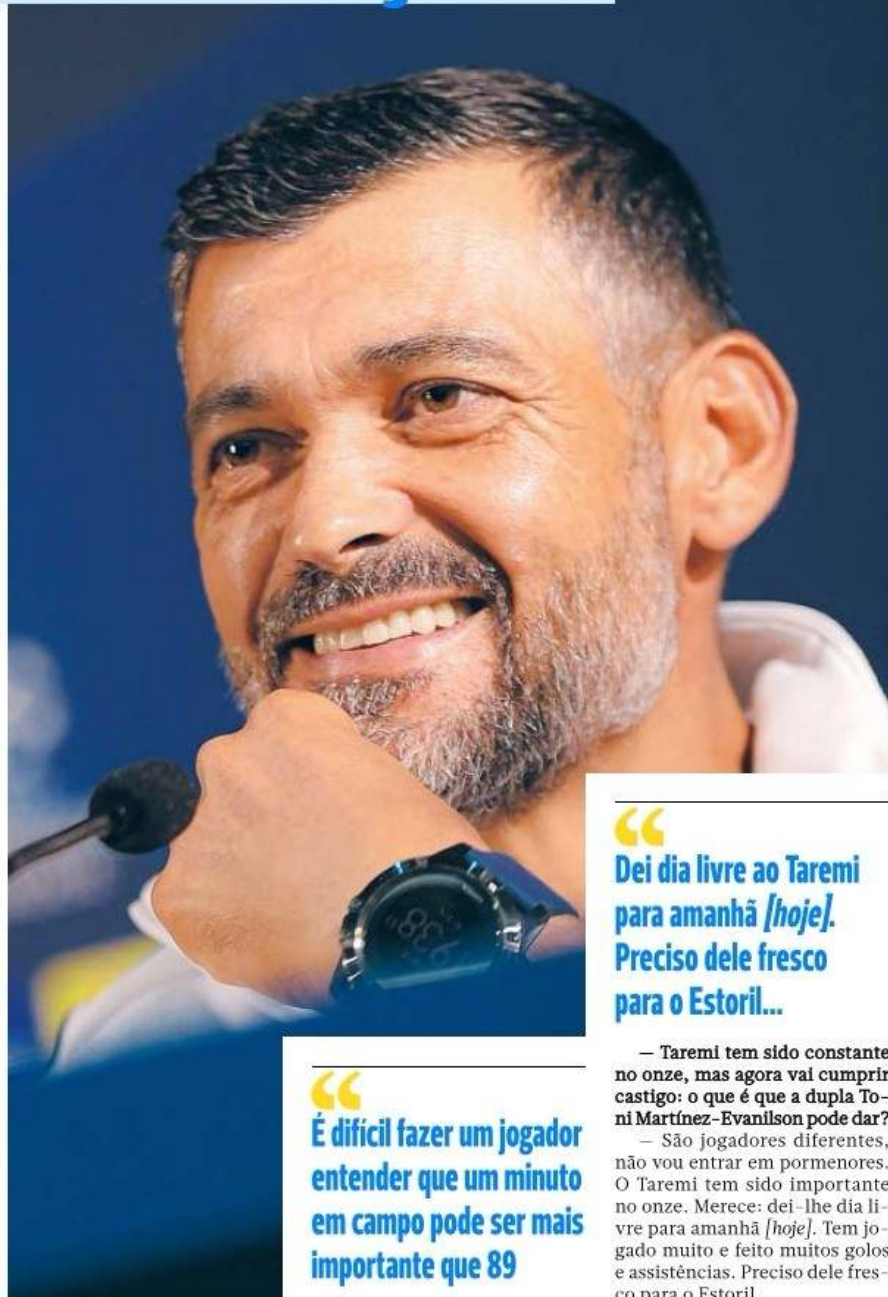 É difícil fazer um jogador
entender que um minuto
em campo pode ser mais
importante que 89
Dei dia livre ao Taremi
para amanhã [hoje].
Preciso dele fresco
para o Estoril...
— Taremi tem sido constante
no onze, mas agora vai cumprir
castigo: o que é que a dupla To-
ni Martínez-Evanilson pode dar?
— São jogadores diferentes,
não vou entrar em pormenores.
O Taremi tem sido importante
no onze. Merece: dei-lhe dia li-
vre para amanhã [hoje]. Tem jo-
gado muito e feito muitos golos
e assistências. Preciso dele fres-
co para o Estoril.